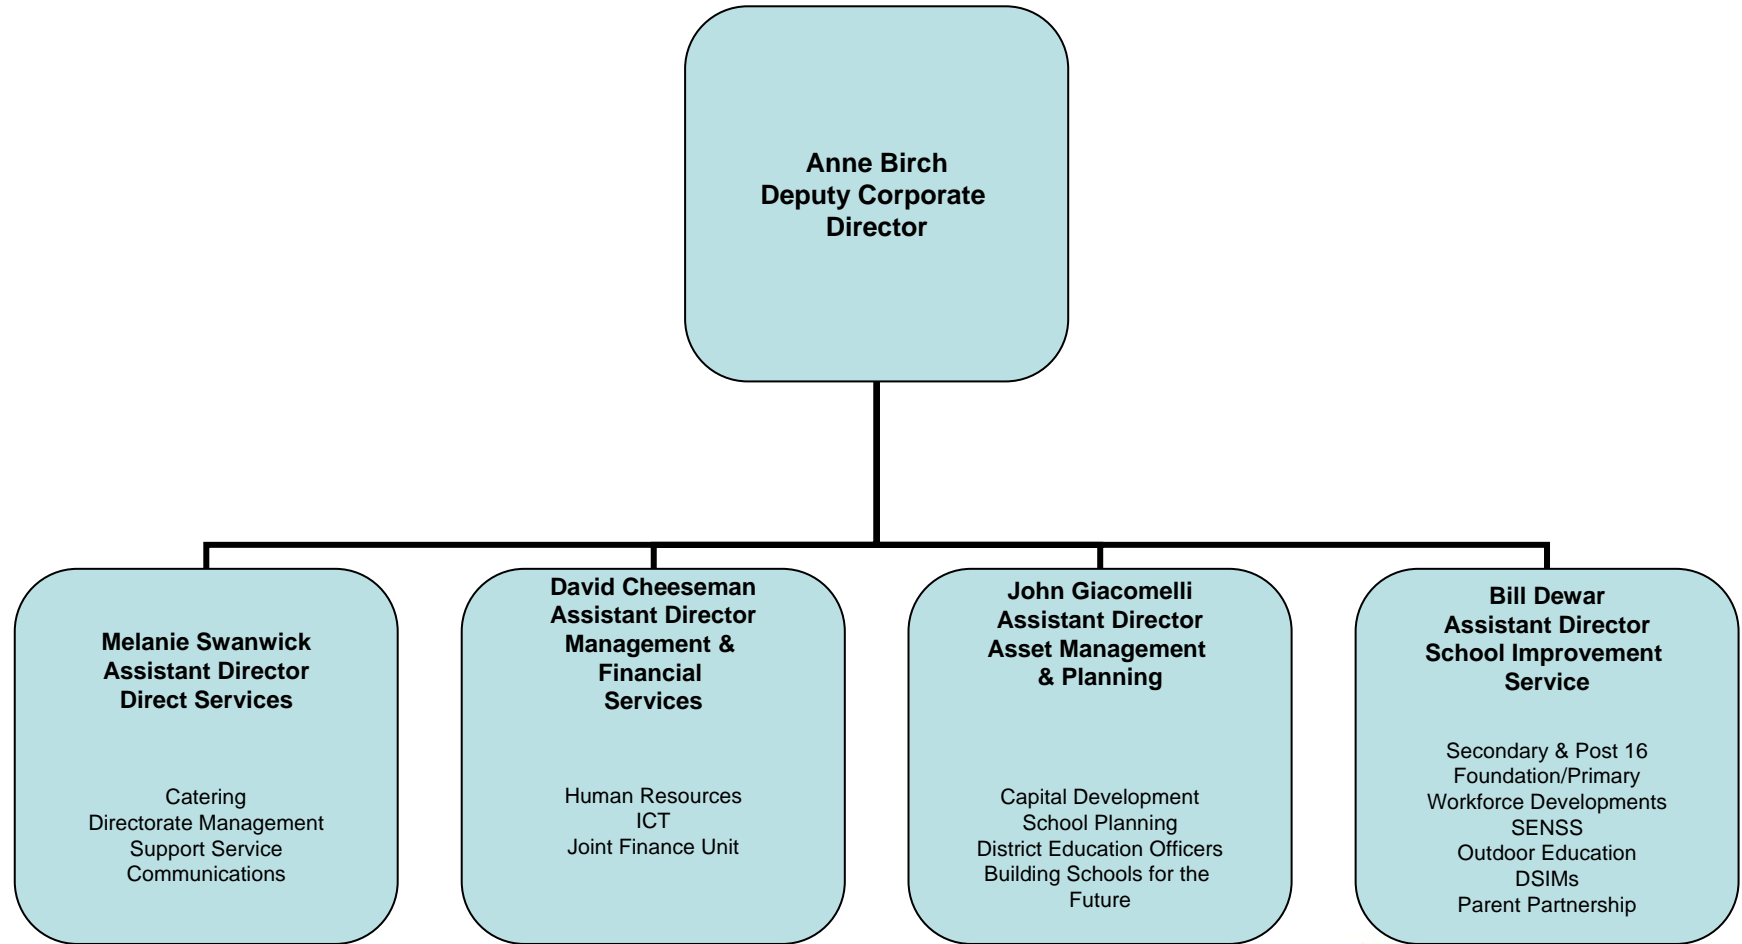 Anne Birch
Deputy Corporate
Director
Melanie Swanwick
Assistant Director
Direct Services
Catering
Directorate Management
Support Service
Communications
David Cheeseman
Assistant Director
Management &
Financial
Services
Human Resources
ICT
Joint Finance Unit
John Giacomelli
Assistant Director
Asset Management
& Planning
Capital Development
School Planning
District Education Officers
Building Schools for the
Future
Bill Dewar
Assistant Director
School Improvement
Service
Secondary & Post 16
Foundation/Primary
Workforce Developments
SENSS
Outdoor Education
DSIMs
Parent Partnership